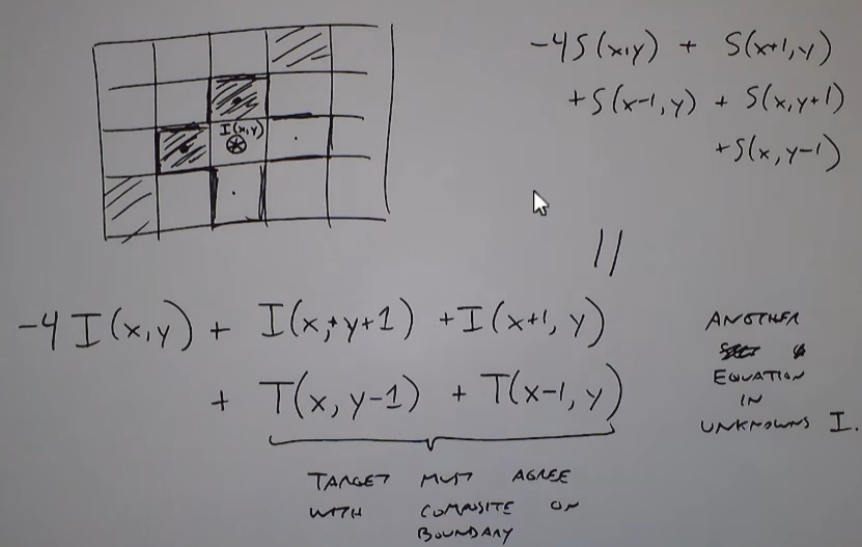 -4S(x,y) + S(x+1,y)
+S(x-1,y) + S(x,y+1)
+S(x,y-1)
I(x,y)
||
-4I(x,y) + I(x,+y+1) +I(x+1,y)
+ T(x,y-1) + T(x-1,y)
ANOTHER
EQUATION
IN
UNKNOWNS I.
TARGET MUST AGREE
WITH COMPOSITE ON
BOUNDARY